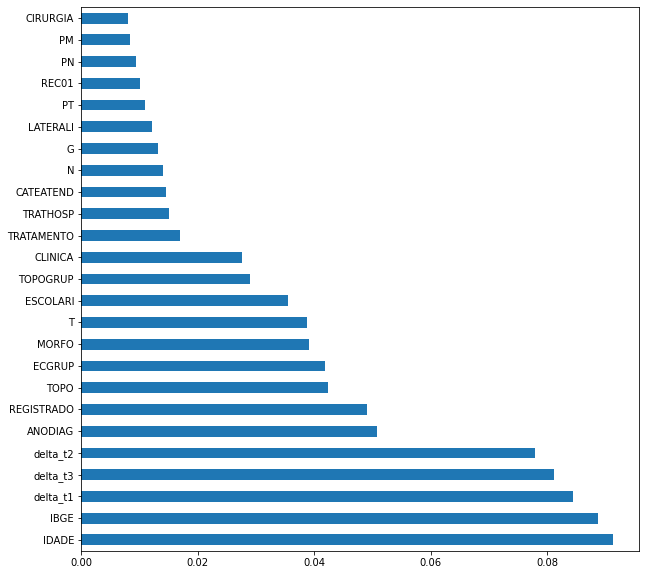 CIRURGIA
PM
PN
REC01
PT
LATERALI
G
N
CATEATEND
TRATHOSP
TRATAMENTO
CLINICA
TOPOGRUP
ESCOLARI
T
MORFO
ECGRUP
TOPO
REGISTRADO
ANODIAG
delta_t2
delta_t3
delta_t1
IBGE
IDADE
0.00 0.02 0.04 0.06 0.08